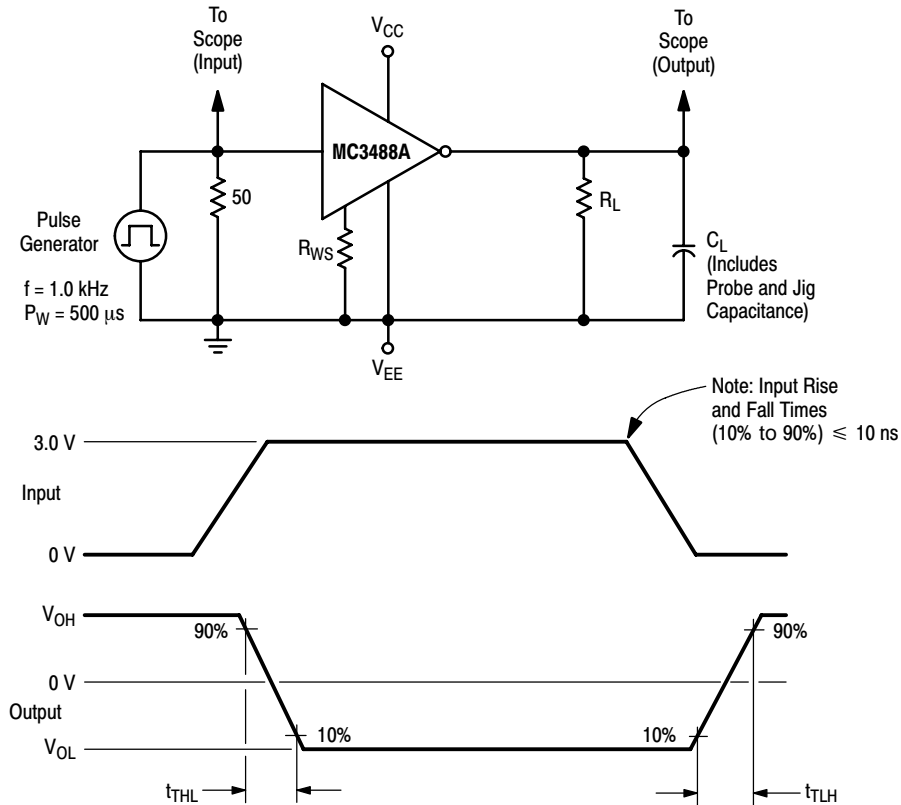 To
Scope
(Input)
VCC
To
Scope
(Output)
MC3488A
50
RL
RWS
Pulse
Generator
f = 1.0 kHz
PW = 500 μs
CL
(Includes
Probe and Jig
Capacitance)
VEE
Note: Input Rise
and Fall Times
(10% to 90%) ≤ 10 ns
3.0 V
Input
0 V
VOH
90%
90%
0 V
Output
10%
10%
VOL
tTHL
tTLH